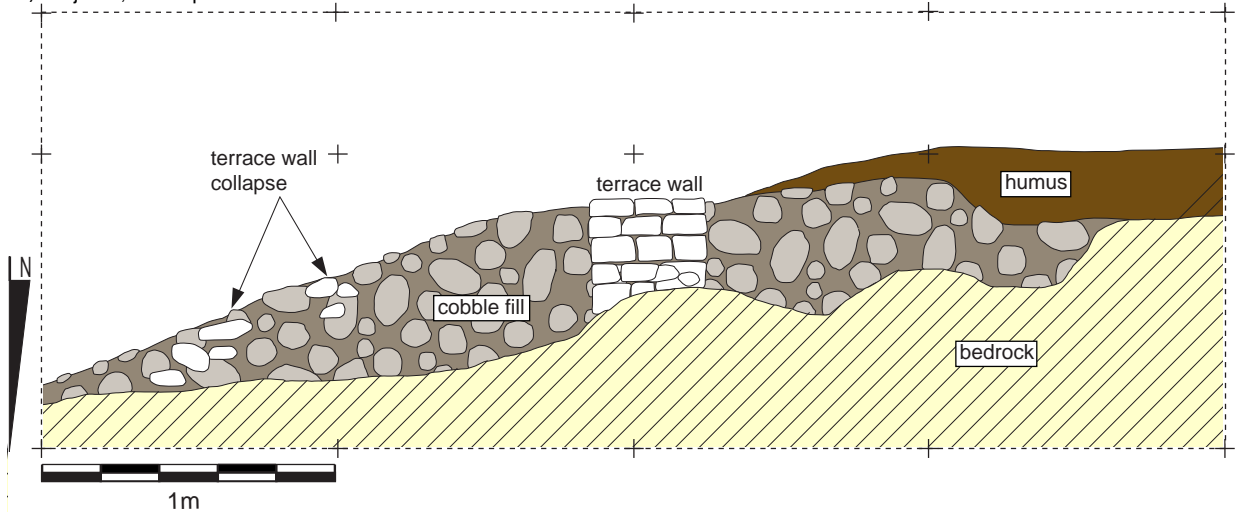 terrace wall
collapse
terrace wall
humus
cobble fill
bedrock
N
1m